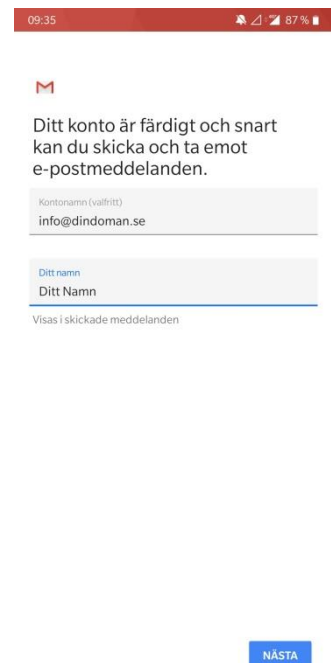 09:35
87 %
Ditt konto är färdigt och snart
kan du skicka och ta emot
e-postmeddelanden.
Kontonamn (valfritt)
info@dindoman.se
Ditt namn
Ditt Namn
Visas i skickade meddelanden
NÄSTA